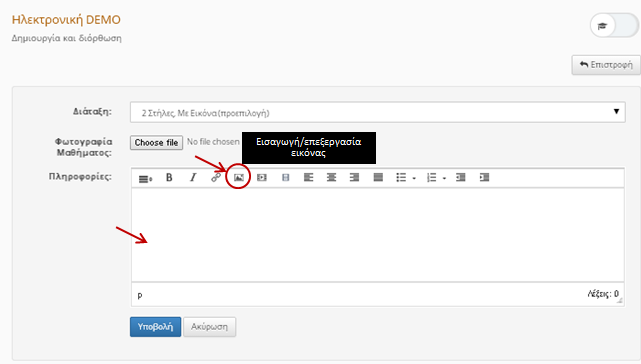 Ηλεκτρονική DEMO
Δημιουργία και διόρθωση
Επιστροφή
Διάταξη:
2 Στήλες, Με Εικόνα (προεπιλογή)
Φωτογραφία
Μαθήματος:
Choose file No file chosen
Εισαγωγή/επεξεργασία
εικόνας
Πληροφορίες:
B I
p
Λέξεις: 0
Υποβολή Ακύρωση